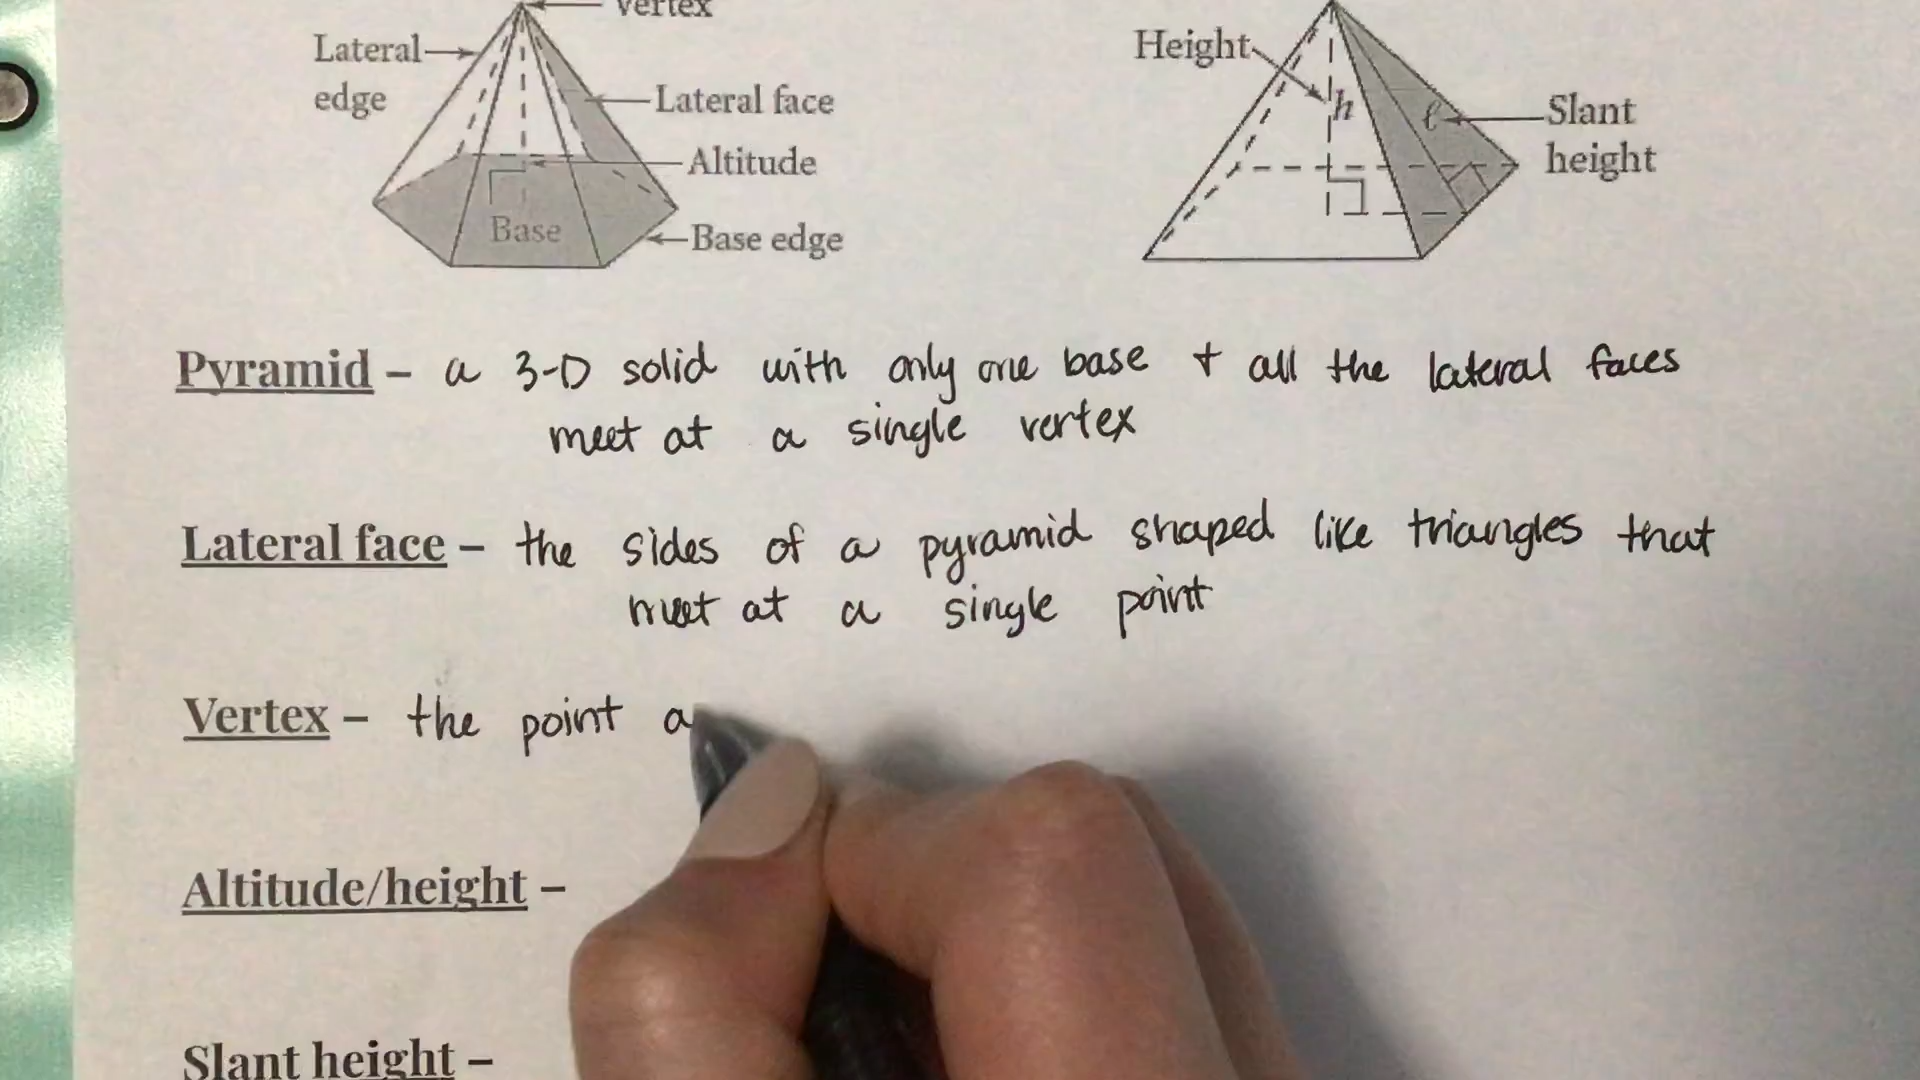 Vertex
Lateral
edge
Lateral face
Altitude
Base
Base edge
Height
h
ℓ
Slant
height
Pyramid – a 3-D solid with only one base + all the lateral faces
meet at a single vertex
Lateral face – the sides of a pyramid shaped like triangles that
meet at a single point
Vertex – the point a
Altitude/height –
Slant height –